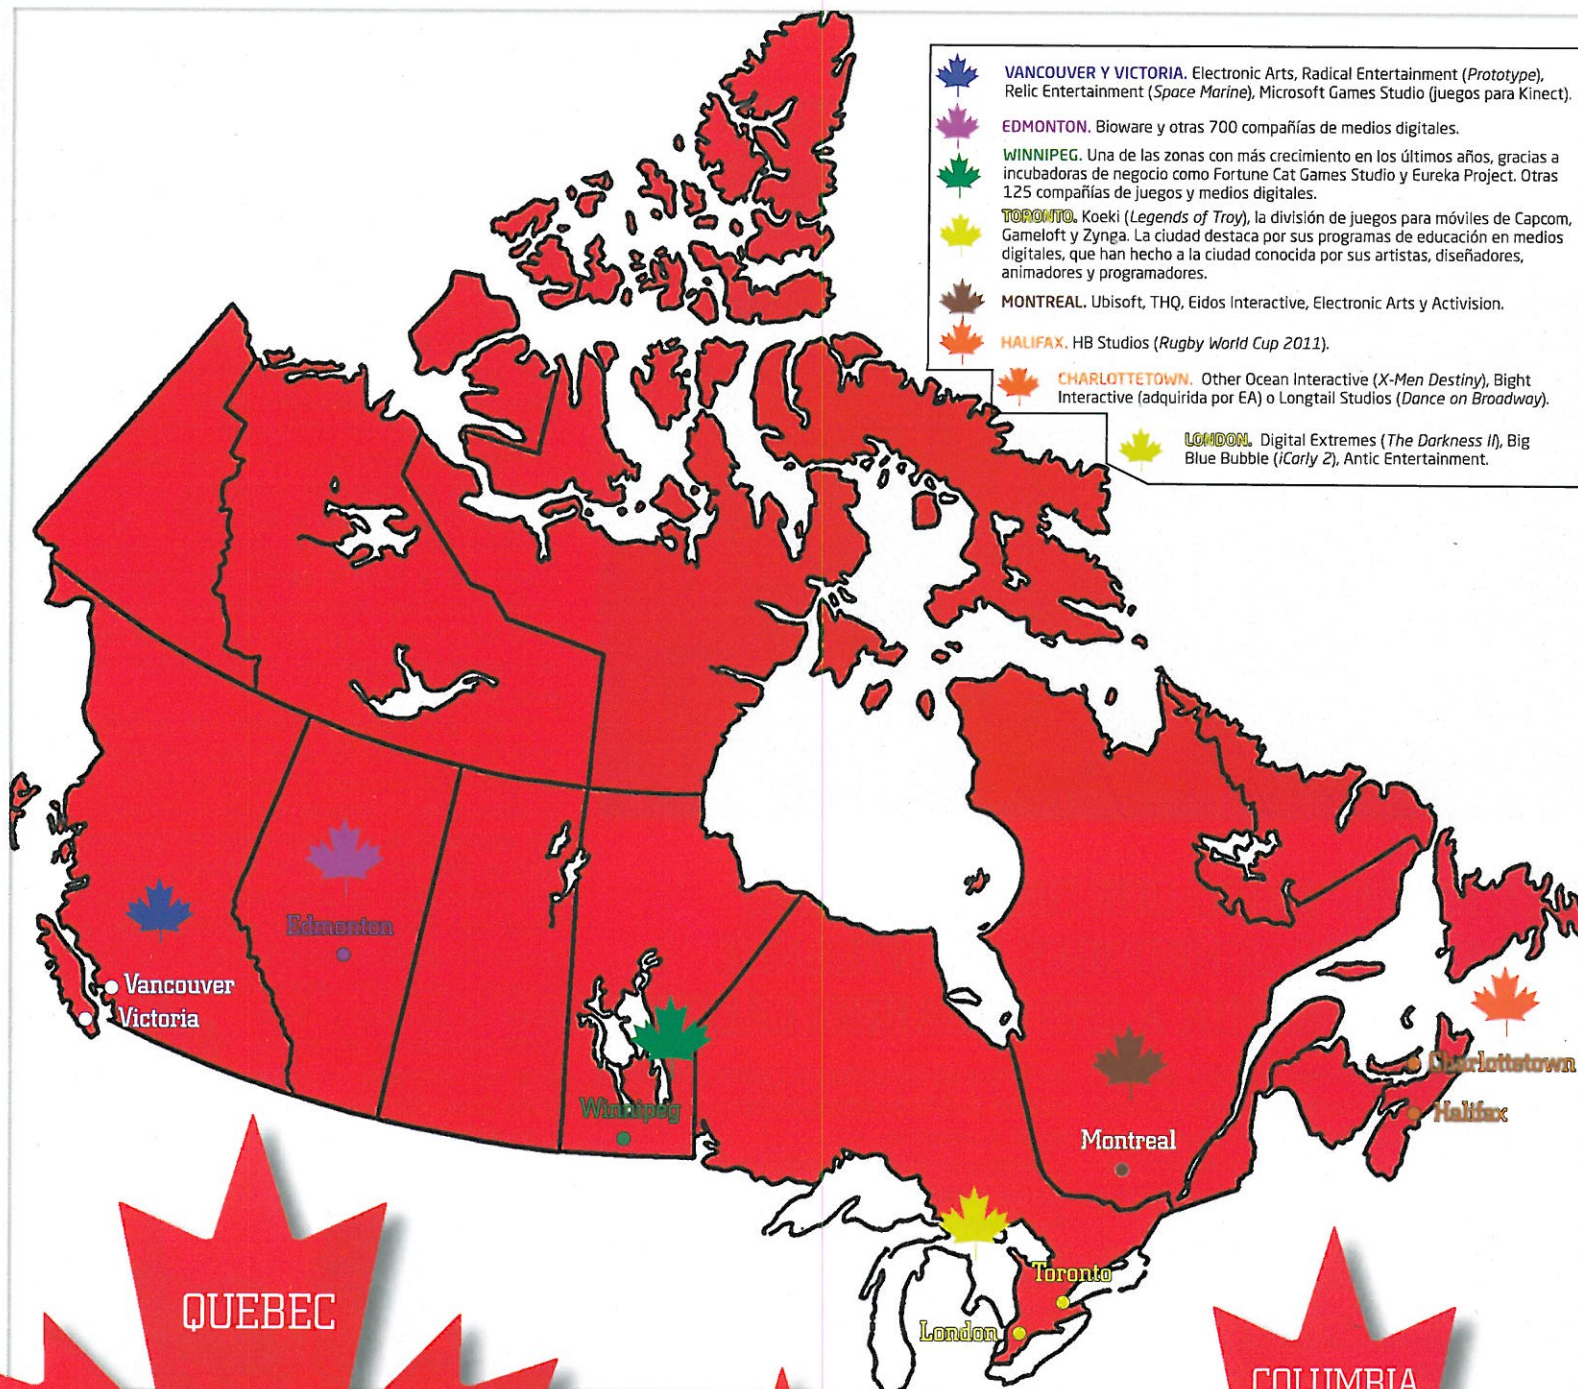 VANCOUVER Y VICTORIA. Electronic Arts, Radical Entertainment (Prototype),
Relic Entertainment (Space Marine), Microsoft Games Studio (juegos para Kinect).
EDMONTON. Bioware y otras 700 compañías de medios digitales.
WINNIPEG. Una de las zonas con más crecimiento en los últimos años, gracias a
incubadoras de negocio como Fortune Cat Games Studio y Eureka Project. Otras
125 compañías de juegos y medios digitales.
TORONTO. Koeki (Legends of Troy), la división de juegos para móviles de Capcom,
Gameloft y Zynga. La ciudad destaca por sus programas de educación en medios
digitales, que han hecho a la ciudad conocida por sus artistas, diseñadores,
animadores y programadores.
MONTREAL. Ubisoft, THQ, Eidos Interactive, Electronic Arts y Activision.
HALIFAX. HB Studios (Rugby World Cup 2011).
CHARLOTTETOWN. Other Ocean Interactive (X-Men Destiny), Bight
Interactive (adquirida por EA) o Longtail Studios (Dance on Broadway).
LONDON. Digital Extremes (The Darkness II), Big
Blue Bubble (iCarly 2), Antic Entertainment.
Edmonton
Vancouver
Victoria
Winnipeg
Charlottetown
Halifax
Montreal
Toronto
London
QUEBEC
COLUMBIA